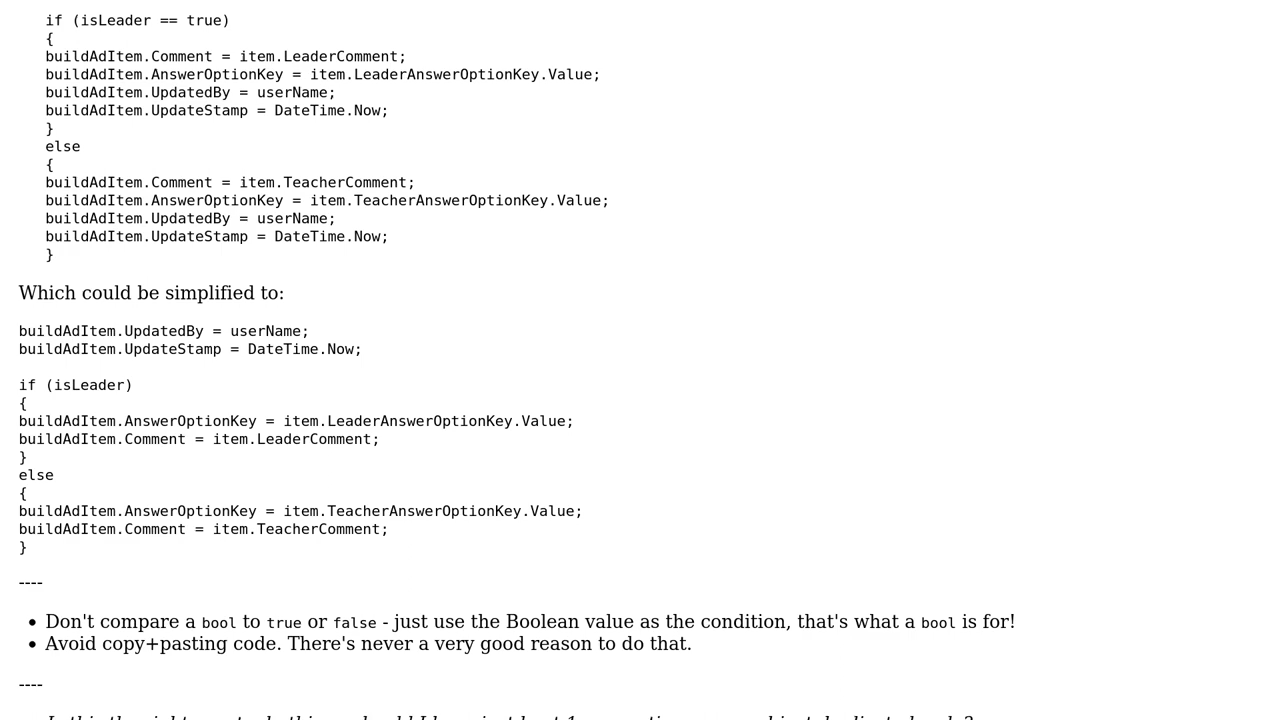 if (isLeader == true)
{
buildAdItem.Comment = item.LeaderComment;
buildAdItem.AnswerOptionKey = item.LeaderAnswerOptionKey.Value;
buildAdItem.UpdatedBy = userName;
buildAdItem.UpdateStamp = DateTime.Now;
}
else
{
buildAdItem.Comment = item.TeacherComment;
buildAdItem.AnswerOptionKey = item.TeacherAnswerOptionKey.Value;
buildAdItem.UpdatedBy = userName;
buildAdItem.UpdateStamp = DateTime.Now;
}
Which could be simplified to:
buildAdItem.UpdatedBy = userName;
buildAdItem.UpdateStamp = DateTime.Now;
if (isLeader)
{
buildAdItem.AnswerOptionKey = item.LeaderAnswerOptionKey.Value;
buildAdItem.Comment = item.LeaderComment;
}
else
{
buildAdItem.AnswerOptionKey = item.TeacherAnswerOptionKey.Value;
buildAdItem.Comment = item.TeacherComment;
}
----
• Don't compare a bool to true or false - just use the Boolean value as the condition, that's what a bool is for!
• Avoid copy+pasting code. There's never a very good reason to do that.
----